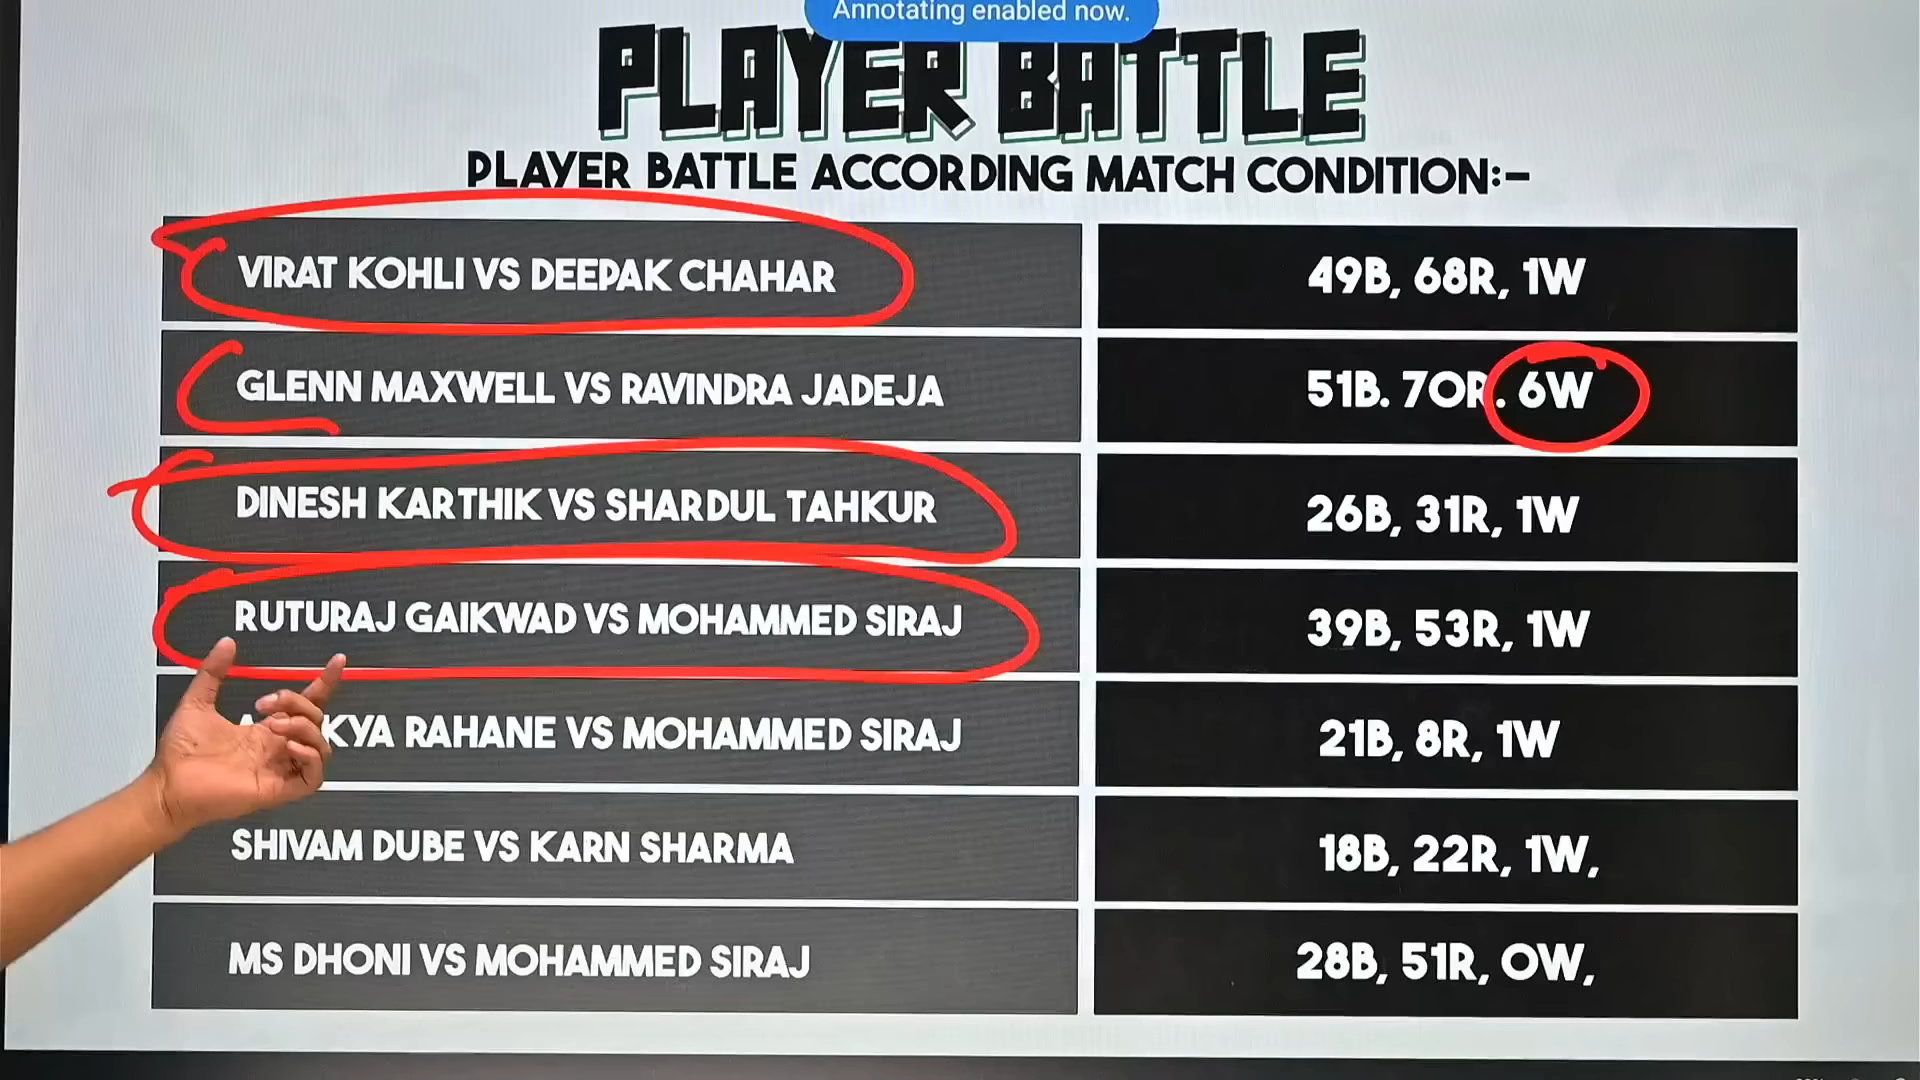 Annotating enabled now.
PLAYER BATTLE
PLAYER BATTLE ACCORDING MATCH CONDITION:-
VIRAT KOHLI VS DEEPAK CHAHAR 49B, 68R, 1W
GLENN MAXWELL VS RAVINDRA JADEJA 51B. 70R. 6W
DINESH KARTHIK VS SHARDUL TAHKUR 26B, 31R, 1W
RUTURAJ GAIKWAD VS MOHAMMED SIRAJ 39B, 53R, 1W
RAHANE VS MOHAMMED SIRAJ 21B, 8R, 1W
SHIVAM DUBE VS KARN SHARMA 18B, 22R, 1W,
MS DHONI VS MOHAMMED SIRAJ 28B, 51R, 0W,